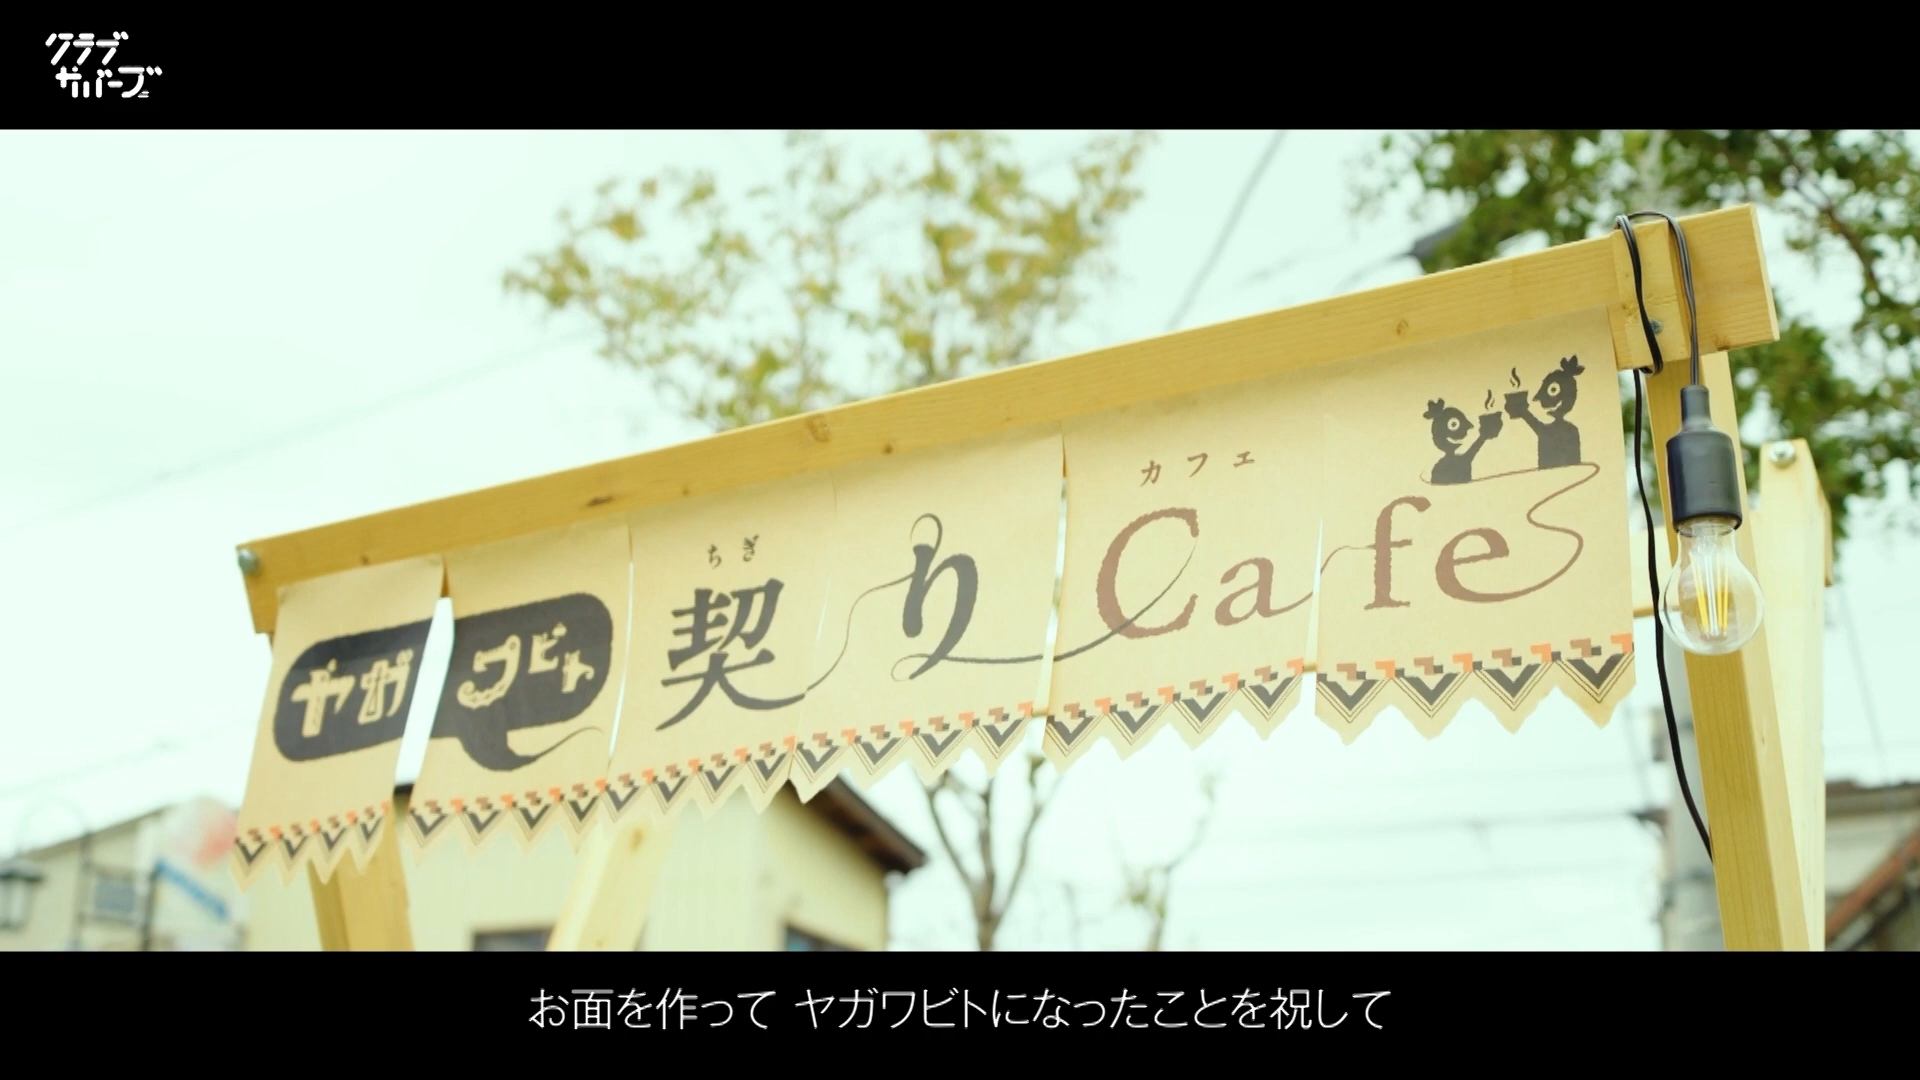 クラブ
サバーブ
ヤガワビト
ちぎ
契り
カフェ
Cafe
お面を作って ヤガワビトになったことを祝して